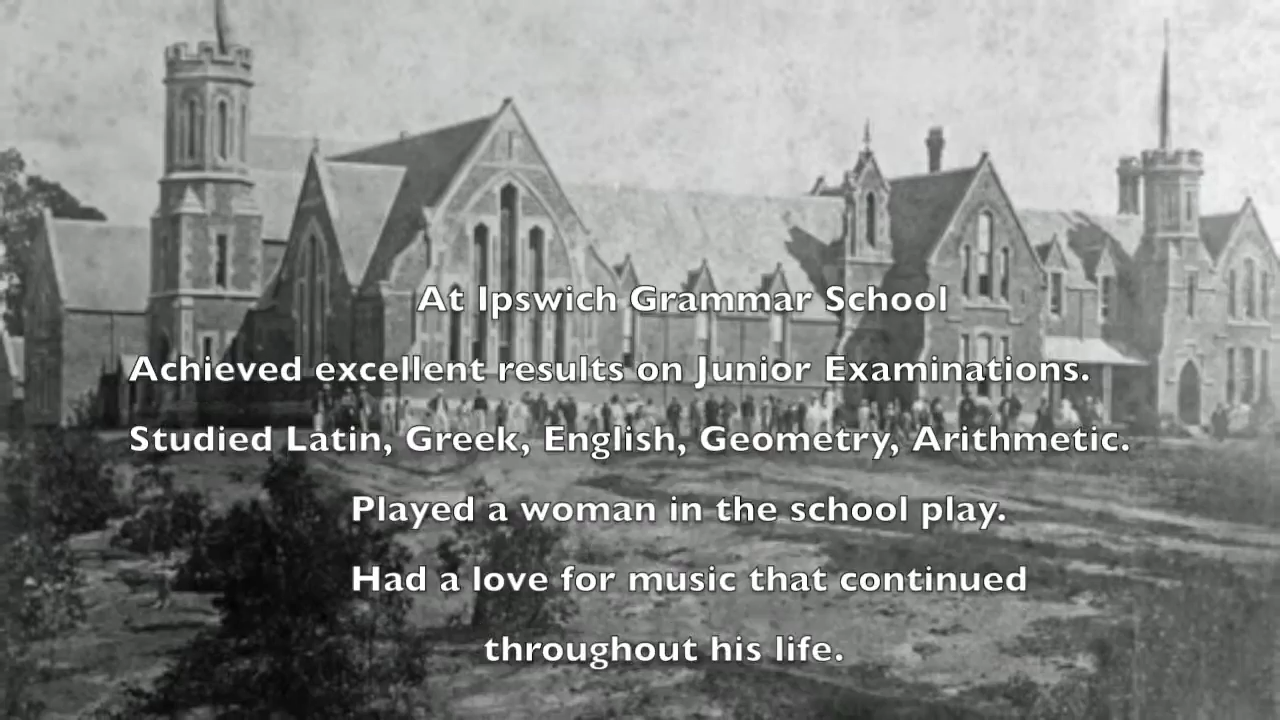 At Ipswich Grammar School
Achieved excellent results on Junior Examinations.
Studied Latin, Greek, English, Geometry, Arithmetic.
Played a woman in the school play.
Had a love for music that continued
throughout his life.